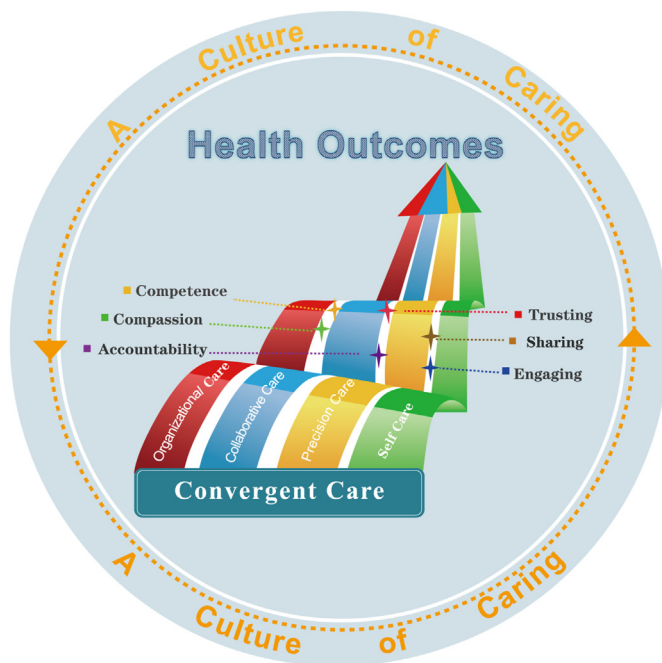 A Culture of Caring
Health Outcomes
Competence
Compassion
Accountability
Trusting
Sharing
Engaging
Organizational Care
Collaborative Care
Precision Care
Self Care
Convergent Care
A Culture of Caring